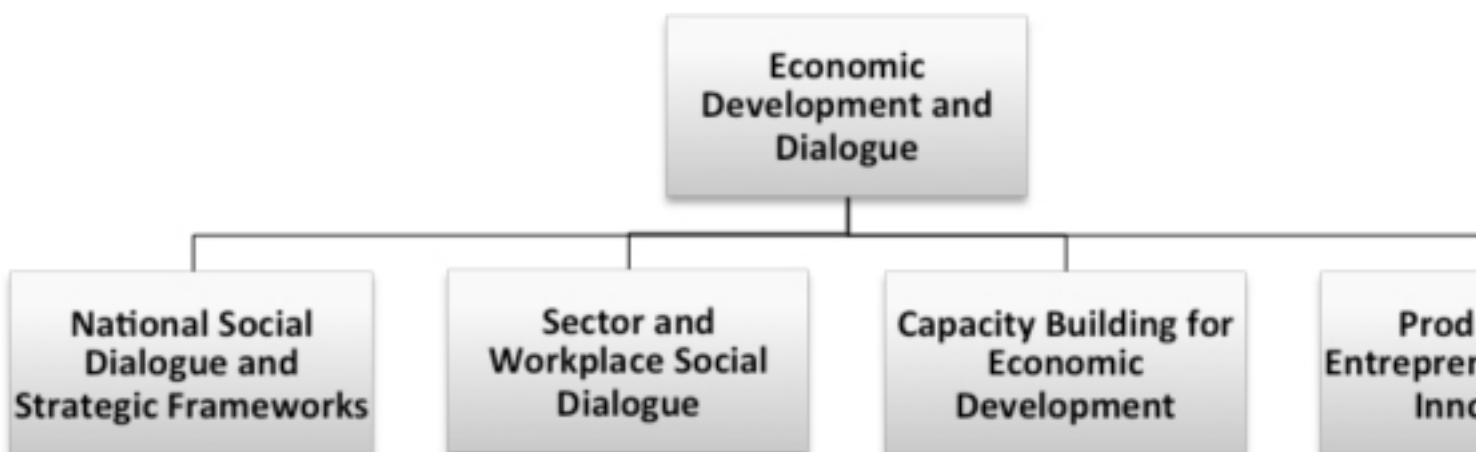 Economic
Development and
Dialogue
National Social
Dialogue and
Strategic Frameworks
Sector and
Workplace Social
Dialogue
Capacity Building for
Economic
Development